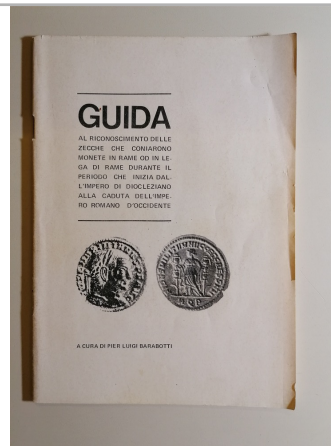 GUIDA
AL RICONOSCIMENTO DELLE
ZECCHE CHE CONIARONO
MONETE IN RAME OD IN LE-
GA DI RAME DURANTE IL
PERIODO CHE INIZIA DAL-
L'IMPERO DI DIOCLEZIANO
ALLA CADUTA DELL'IMPE-
RO ROMANO D'OCCIDENTE
A CURA DI PIER LUIGI BARABOTTI